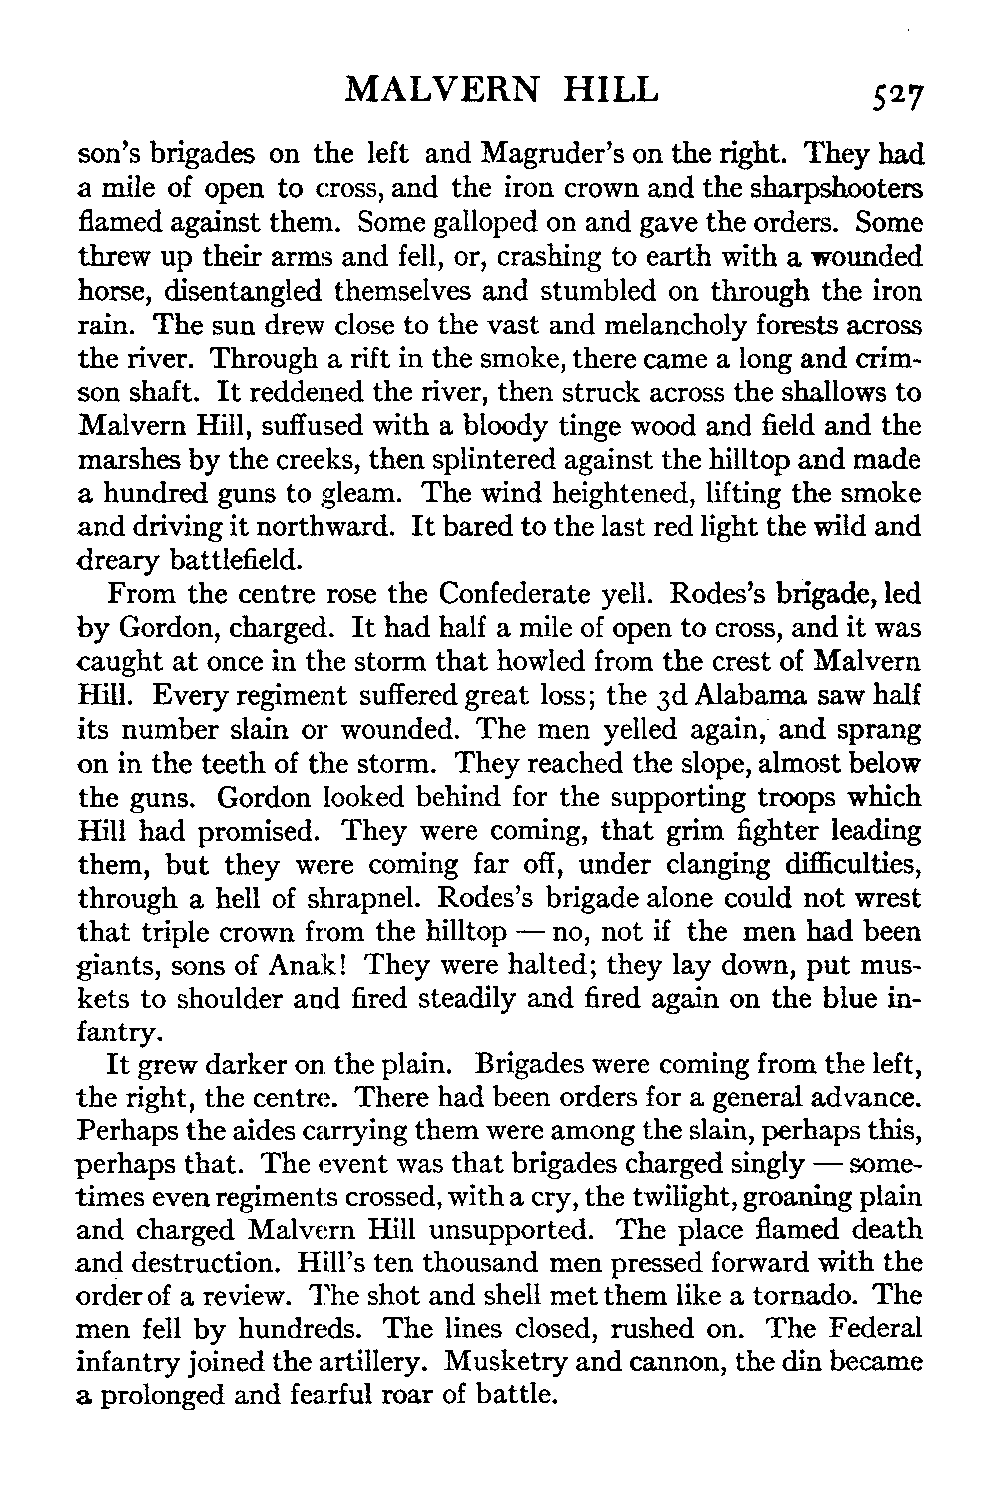 MALVERN HILL 527
son's brigades on the left and Magruder's on the right. They had
a mile of open to cross, and the iron crown and the sharpshooters
flamed against them. Some galloped on and gave the orders. Some
threw up their arms and fell, or, crashing to earth with a wounded
horse, disentangled themselves and stumbled on through the iron
rain. The sun drew close to the vast and melancholy forests across
the river. Through a rift in the smoke, there came a long and crim-
son shaft. It reddened the river, then struck across the shallows to
Malvern Hill, suffused with a bloody tinge wood and field and the
marshes by the creeks, then splintered against the hilltop and made
a hundred guns to gleam. The wind heightened, lifting the smoke
and driving it northward. It bared to the last red light the wild and
dreary battlefield.
From the centre rose the Confederate yell. Rodes's brigade, led
by Gordon, charged. It had half a mile of open to cross, and it was
caught at once in the storm that howled from the crest of Malvern
Hill. Every regiment suffered great loss; the 3d Alabama saw half
its number slain or wounded. The men yelled again, and sprang
on in the teeth of the storm. They reached the slope, almost below
the guns. Gordon looked behind for the supporting troops which
Hill had promised. They were coming, that grim fighter leading
them, but they were coming far off, under clanging difficulties,
through a hell of shrapnel. Rodes's brigade alone could not wrest
that triple crown from the hilltop — no, not if the men had been
giants, sons of Anak! They were halted; they lay down, put mus-
kets to shoulder and fired steadily and fired again on the blue in-
fantry.
It grew darker on the plain. Brigades were coming from the left,
the right, the centre. There had been orders for a general advance.
Perhaps the aides carrying them were among the slain, perhaps this,
perhaps that. The event was that brigades charged singly — some-
times even regiments crossed, with a cry, the twilight, groaning plain
and charged Malvern Hill unsupported. The place flamed death
and destruction. Hill's ten thousand men pressed forward with the
order of a review. The shot and shell met them like a tornado. The
men fell by hundreds. The lines closed, rushed on. The Federal
infantry joined the artillery. Musketry and cannon, the din became
a prolonged and fearful roar of battle.